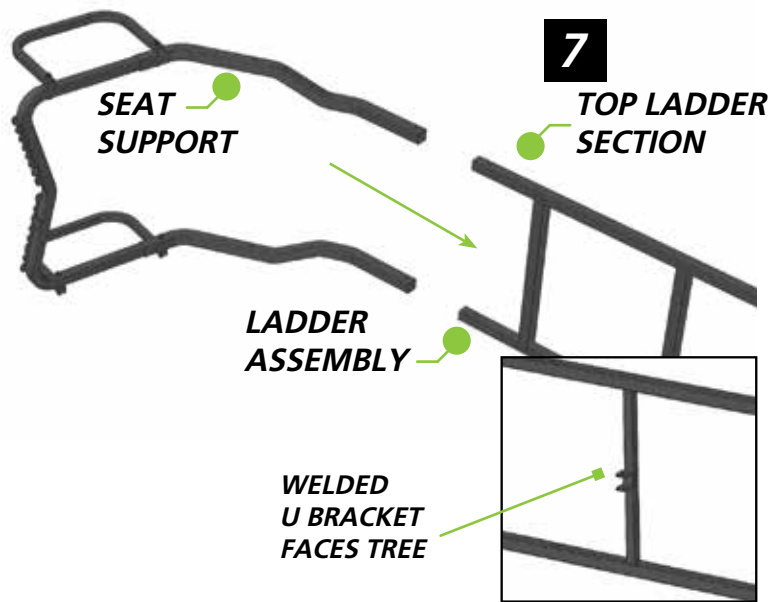 7
SEAT
SUPPORT
TOP LADDER
SECTION
LADDER
ASSEMBLY
WELDED
U BRACKET
FACES TREE